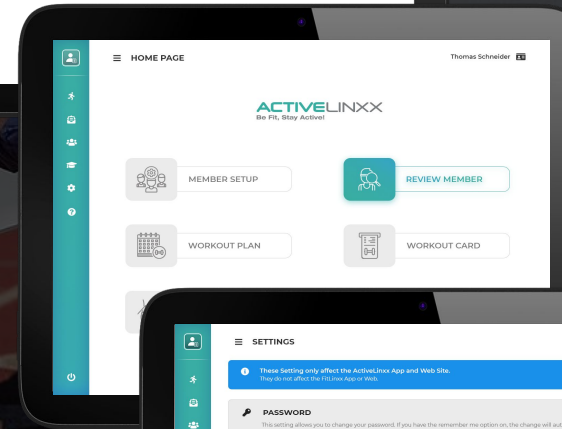 HOME PAGE
Thomas Schneider
ACTIVELINXX
Be Fit, Stay Active!
MEMBER SETUP
REVIEW MEMBER
WORKOUT PLAN
WORKOUT CARD
SETTINGS
These Setting only affect the ActiveLinxx App and Web Site.
They do not affect the FitLinxx App or Web.
PASSWORD
This setting allows you to change your password. If you have the remember me option on, the change will aut